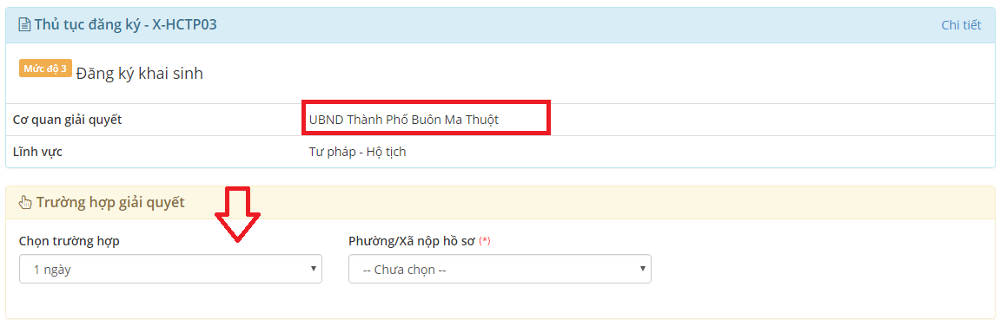 Thủ tục đăng ký - X-HCTP03
Chi tiết
Mức độ 3 Đăng ký khai sinh
Cơ quan giải quyết
UBND Thành Phố Buôn Ma Thuột
Lĩnh vực
Tư pháp - Hộ tịch
Trường hợp giải quyết
Chọn trường hợp
Phường/Xã nộp hồ sơ (*)
1 ngày
-- Chưa chọn --